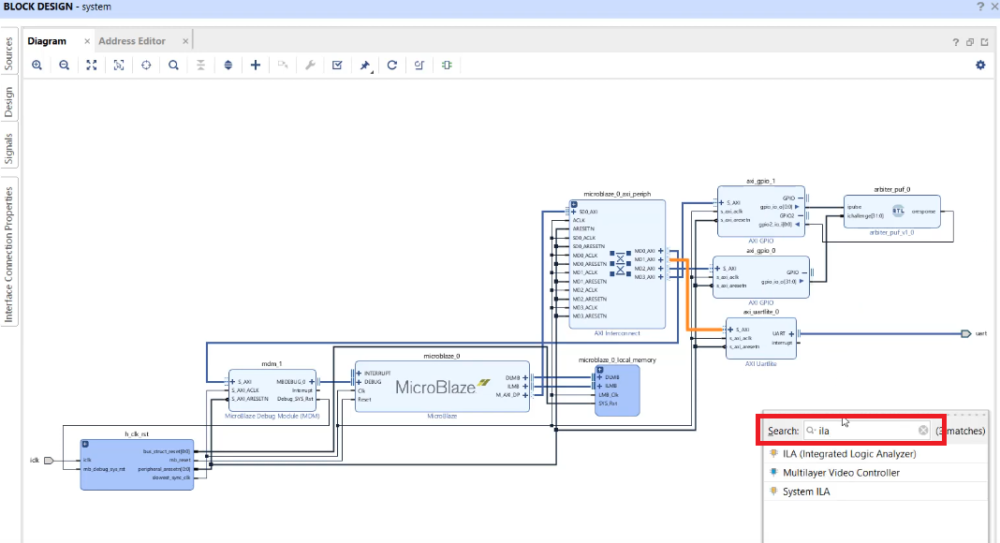 BLOCK DESIGN - system
? ×
Sources
Design
Signals
Interface Connection Properties
Diagram × Address Editor ×
?
axi_gpio_1
S_AXI
s_axi_aclk
s_axi_aresetn
GPIO
gpio_io_o[0:0]
GPIO2
gpio2_io_i[0:0]
AXI GPIO
arbiter_puf_0
ipulse
ichallenge[31:0]
RTL
oresponse
arbiter_puf_v1_0
microblaze_0_axi_periph
S00_AXI
ACLK
ARESETN
S00_ACLK
S00_ARESETN
M00_ACLK
M00_ARESETN
M01_ACLK
M01_ARESETN
M02_ACLK
M02_ARESETN
M03_ACLK
M03_ARESETN
M00_AXI
M01_AXI
M02_AXI
M03_AXI
AXI Interconnect
axi_gpio_0
S_AXI
s_axi_aclk
s_axi_aresetn
GPIO
gpio_io_o[31:0]
AXI GPIO
axi_uartlite_0
S_AXI
s_axi_aclk
s_axi_aresetn
UART
interrupt
AXI Uartlite
uart
mdm_1
S_AXI
S_AXI_ACLK
S_AXI_ARESETN
MBDEBUG_0
Interrupt
Debug_SYS_Rst
MicroBlaze Debug Module (MDM)
microblaze_0
INTERRUPT
DEBUG
Clk
Reset
MicroBlaze
DLMB
ILMB
M_AXI_DP
MicroBlaze
microblaze_0_local_memory
DLMB
ILMB
LMB_Clk
SYS_Rst
h_clk_rst
iclk
iclk
mb_debug_sys_rst
bus_struct_reset[0:0]
mb_reset
peripheral_aresetn[0:0]
slowest_sync_clk
Search: ila (3 matches)
ILA (Integrated Logic Analyzer)
Multilayer Video Controller
System ILA